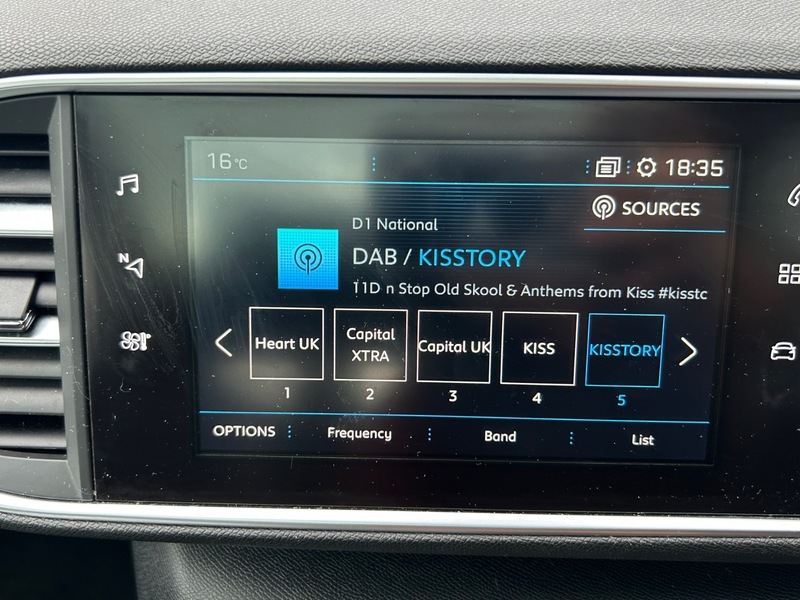 16°C
18:35
SOURCES
D1 National
DAB / KISSTORY
11D n Stop Old Skool & Anthems from Kiss #kisstc
N
Heart UK
Capital XTRA
Capital UK
KISS
KISSTORY
1 2 3 4 5
OPTIONS Frequency Band List